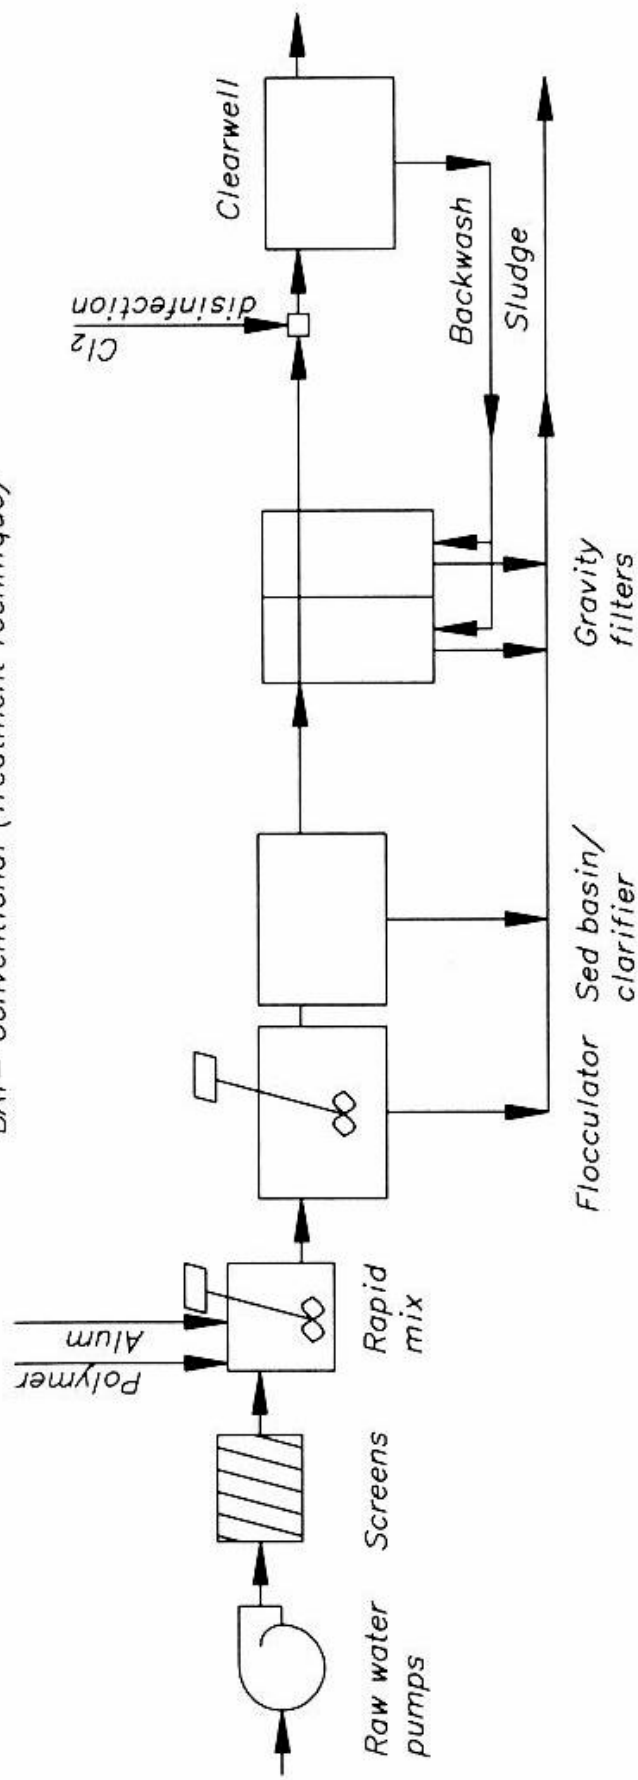 Polymer
Alum
Cl2
disinfection
Clearwell
Backwash
Sludge
Raw water
pumps
Screens
Rapid
mix
Flocculator
Sed basin/
clarifier
Gravity
filters